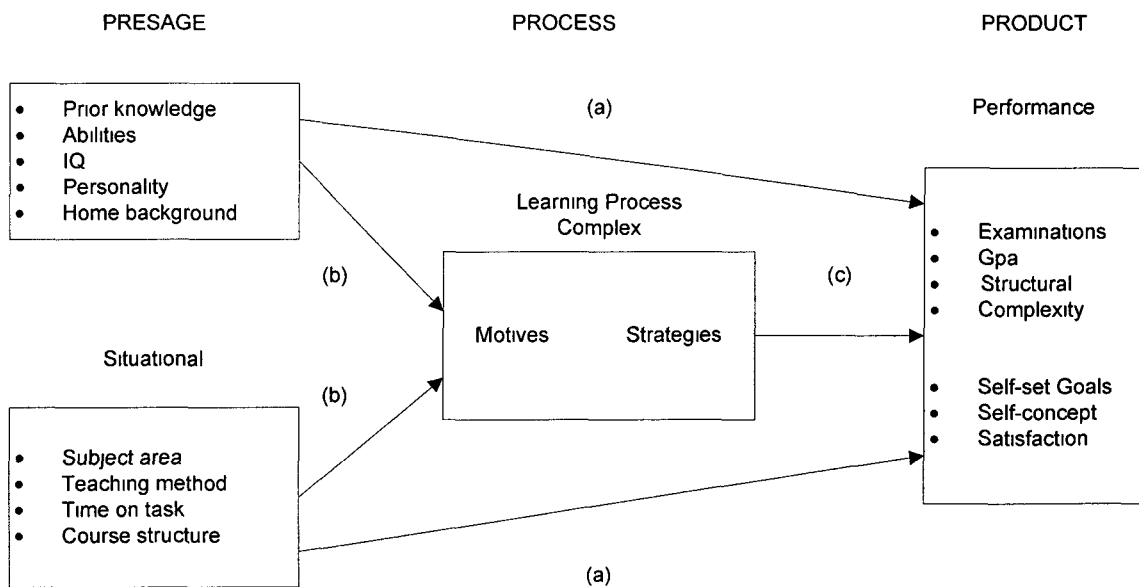 PRESAGE
PROCESS
PRODUCT
• Prior knowledge
• Abilities
• IQ
• Personality
• Home background
(a)
Performance
Learning Process
Complex
(b)
Motives Strategies
(c)
• Examinations
• Gpa
• Structural
• Complexity
• Self-set Goals
• Self-concept
• Satisfaction
Situational
(b)
• Subject area
• Teaching method
• Time on task
• Course structure
(a)